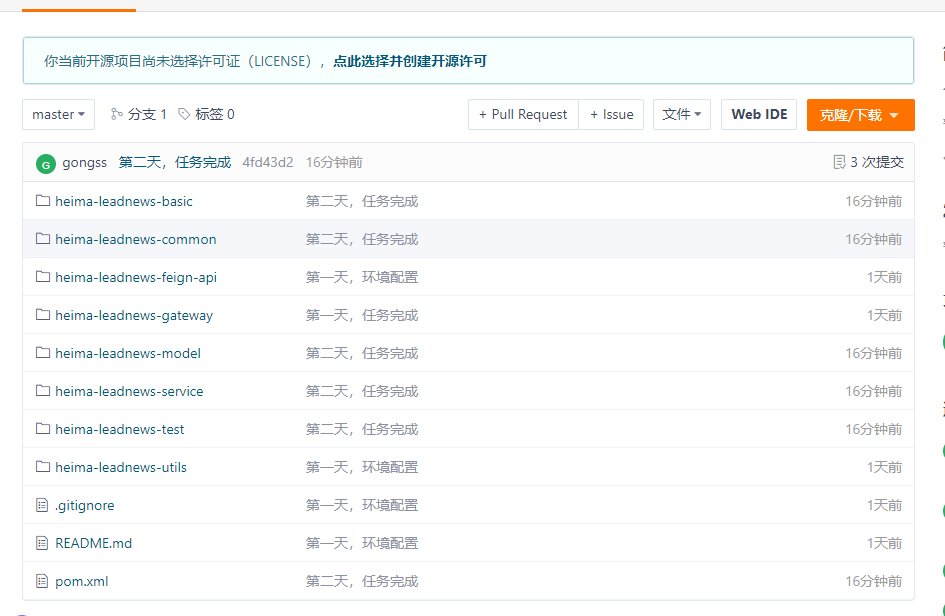 你当前开源项目尚未选择许可证（LICENSE），点此选择并创建开源许可
master 分支 1 标签 0 + Pull Request + Issue 文件 Web IDE 克隆/下载
G gongss 第二天，任务完成 4fd43d2 16分钟前 3 次提交
heima-leadnews-basic 第二天，任务完成 16分钟前
heima-leadnews-common 第二天，任务完成 16分钟前
heima-leadnews-feign-api 第一天，环境配置 1天前
heima-leadnews-gateway 第一天，任务完成 1天前
heima-leadnews-model 第二天，任务完成 16分钟前
heima-leadnews-service 第二天，任务完成 16分钟前
heima-leadnews-test 第二天，任务完成 16分钟前
heima-leadnews-utils 第一天，环境配置 1天前
.gitignore 第一天，环境配置 1天前
README.md 第一天，环境配置 1天前
pom.xml 第二天，任务完成 16分钟前